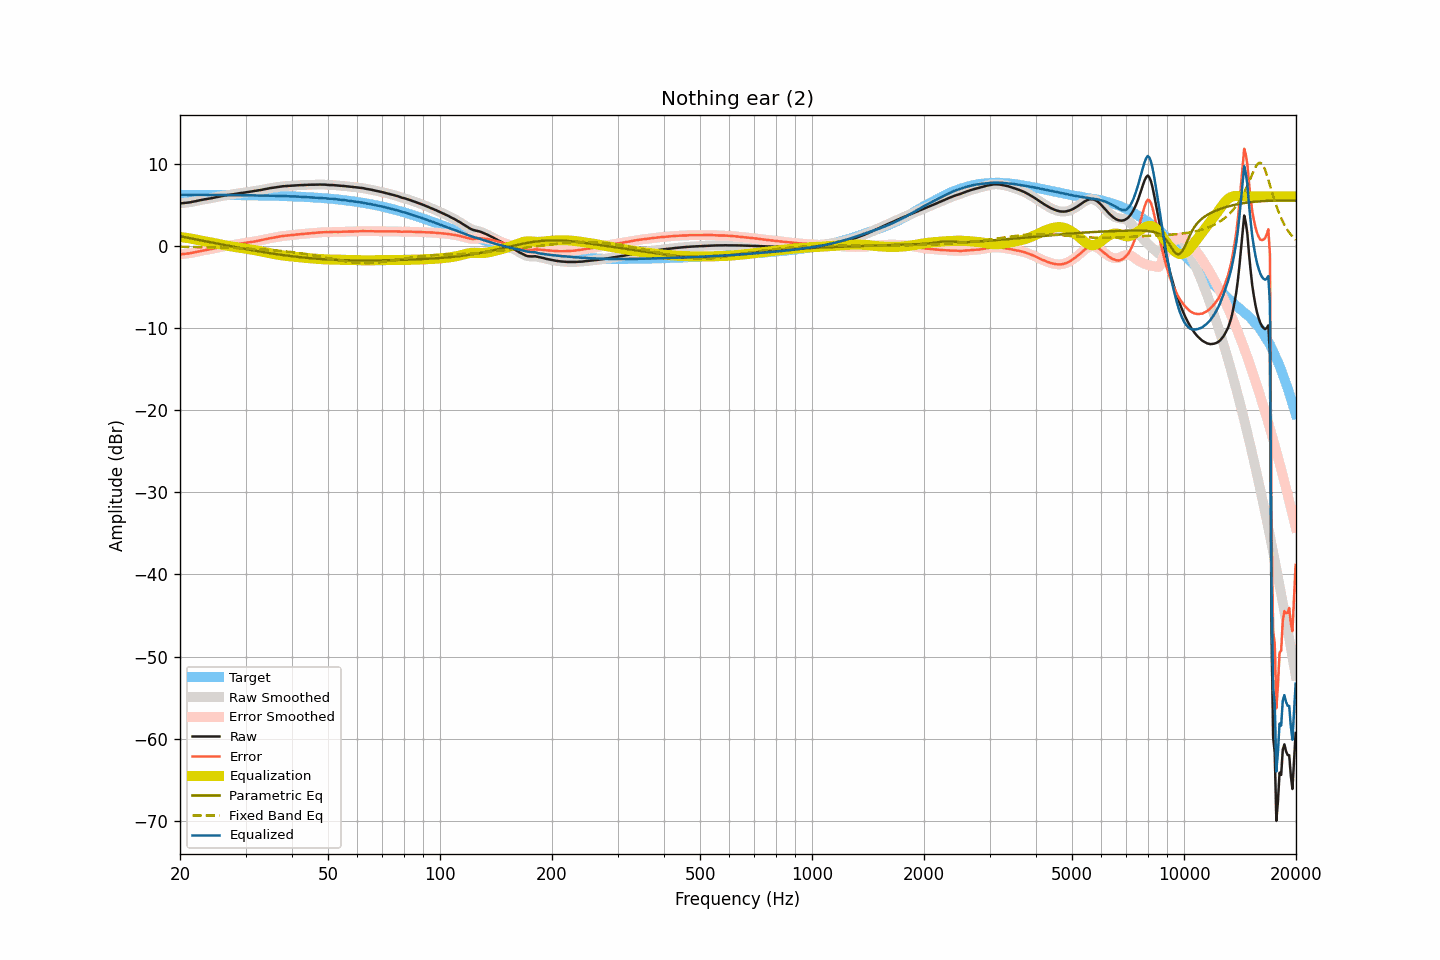 Nothing ear (2)
10
0
−10
−20
−30
−40
−50
−60
−70
Amplitude (dBr)
Target
Raw Smoothed
Error Smoothed
Raw
Error
Equalization
Parametric Eq
Fixed Band Eq
Equalized
20 50 100 200 500 1000 2000 5000 10000 20000
Frequency (Hz)